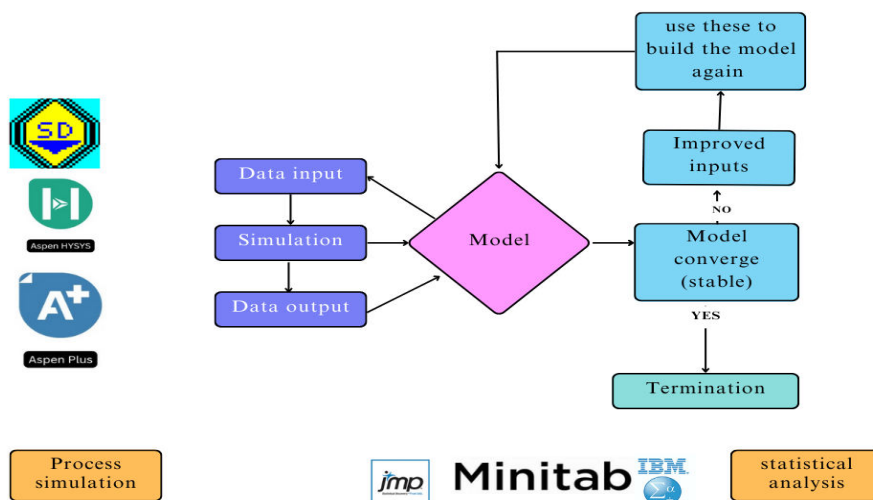 use these to
build the model
again
SD
Improved
inputs
Data input
Aspen HYSYS
NO
Simulation
Model
Model
converge
(stable)
A+
Data output
YES
Aspen Plus
Termination
Process
simulation
jmp
Minitab
IBM
Σα
statistical
analysis